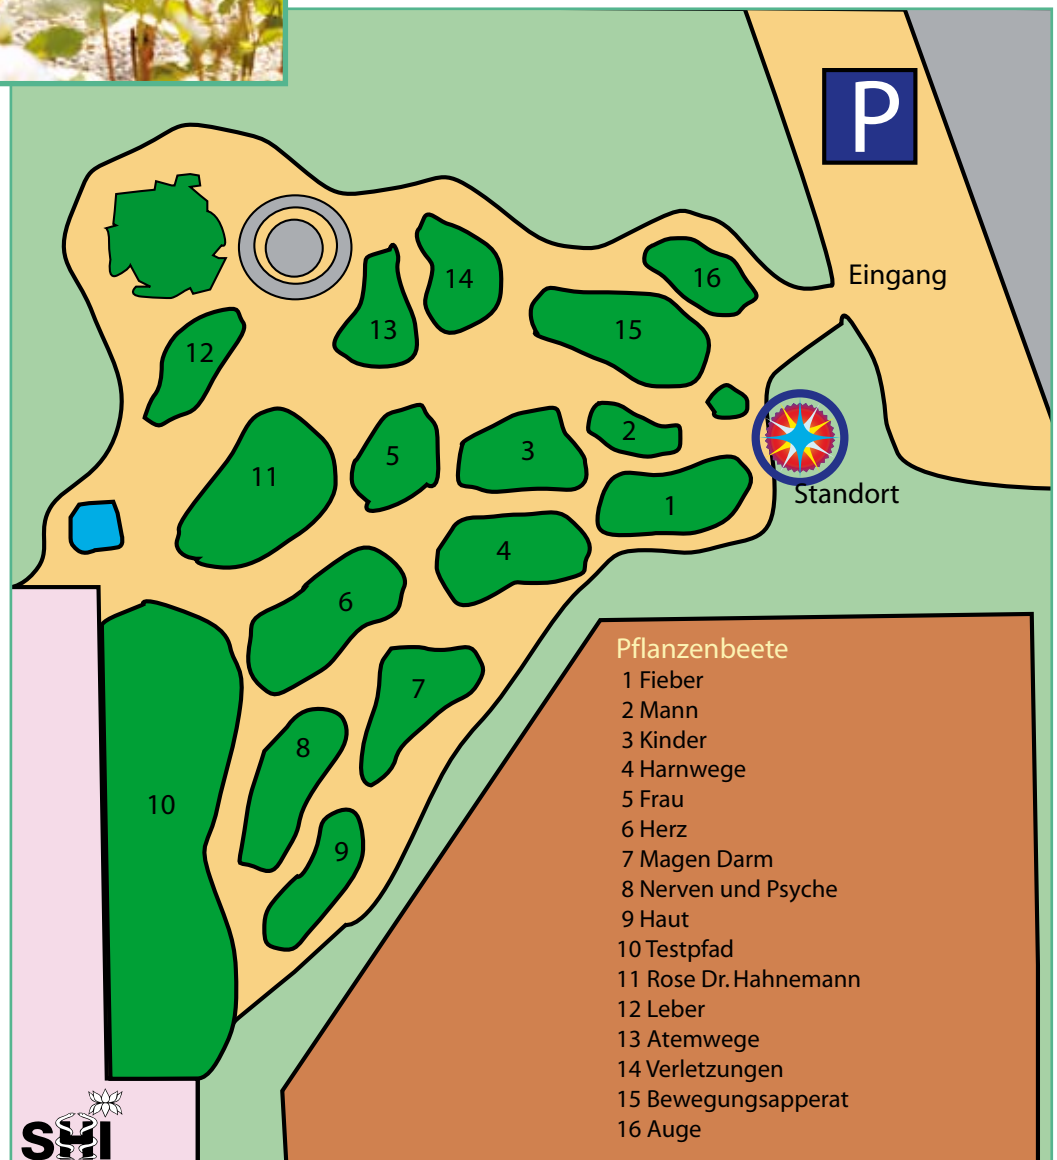 P
Eingang
16
14
15
13
12
2
3
5
11
1
Standort
4
6
7
8
10
9
Pflanzenbeete
1 Fieber
2 Mann
3 Kinder
4 Harnwege
5 Frau
6 Herz
7 Magen Darm
8 Nerven und Psyche
9 Haut
10 Testpfad
11 Rose Dr. Hahnemann
12 Leber
13 Atemwege
14 Verletzungen
15 Bewegungsapperat
16 Auge
SHI